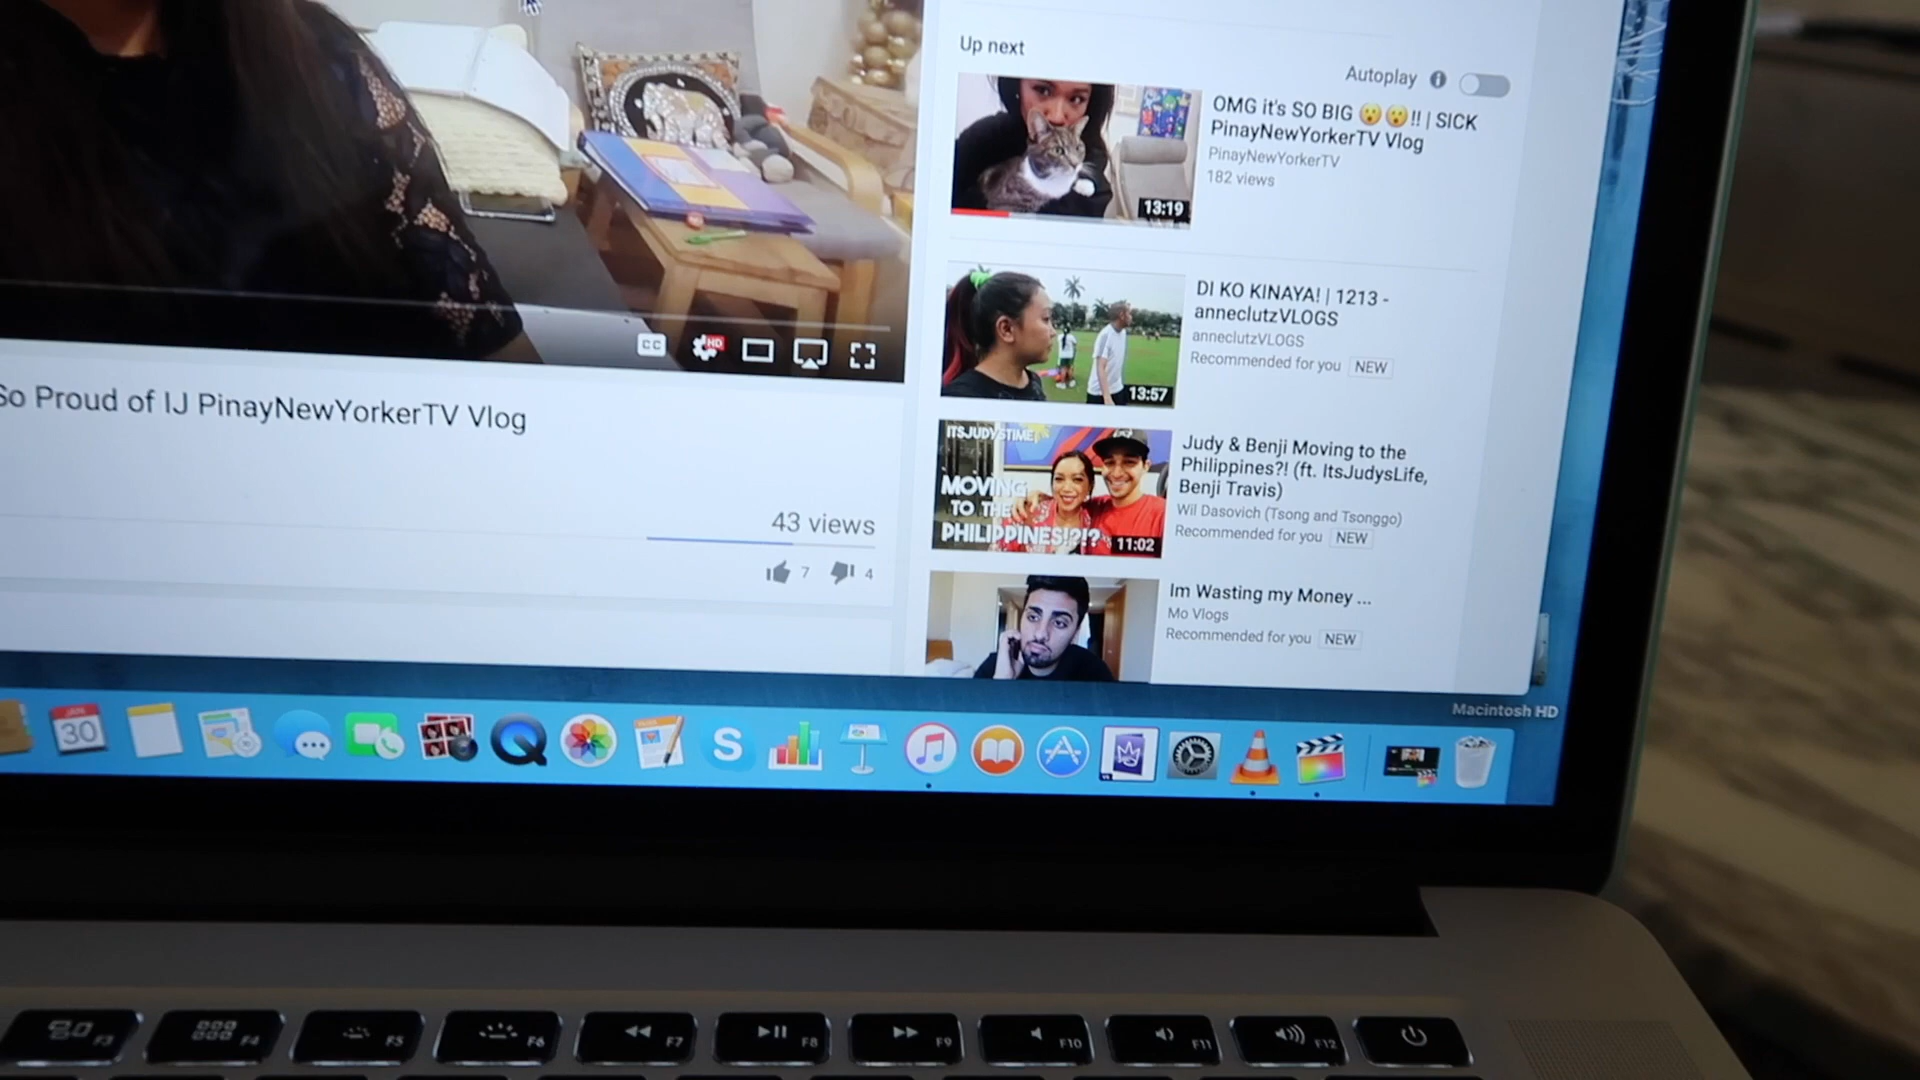 Up next
Autoplay
OMG it's SO BIG 😮😮!! | SICK
PinayNewYorkerTV Vlog
PinayNewYorkerTV
182 views
13:19
DI KO KINAYA! | 1213 -
anneclutzVLOGS
anneclutzVLOGS
Recommended for you NEW
13:57
ITSJUDYSTIME
MOVING
TO THE
PHILIPPINES!?!?
11:02
Judy & Benji Moving to the
Philippines?! (ft. ItsJudysLife,
Benji Travis)
Wil Dasovich (Tsong and Tsonggo)
Recommended for you NEW
Im Wasting my Money ...
Mo Vlogs
Recommended for you NEW
CC
HD
So Proud of IJ PinayNewYorkerTV Vlog
43 views
7
4
Macintosh HD
JAN
30
S
F3
F4
F5
F6
F7
F8
F9
F10
F11
F12